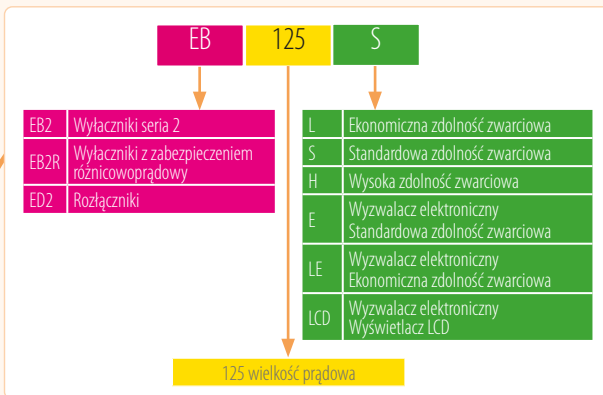 EB 125 S
EB2 Wyłaczniki seria 2
EB2R Wyłaczniki z zabezpieczeniem
różnicowoprądowy
ED2 Rozłączniki
L Ekonomiczna zdolność zwarciowa
S Standardowa zdolność zwarciowa
H Wysoka zdolność zwarciowa
E Wyzwalacz elektroniczny
Standardowa zdolność zwarciowa
LE Wyzwalacz elektroniczny
Ekonomiczna zdolność zwarciowa
LCD Wyzwalacz elektroniczny
Wyświetlacz LCD
125 wielkość prądowa